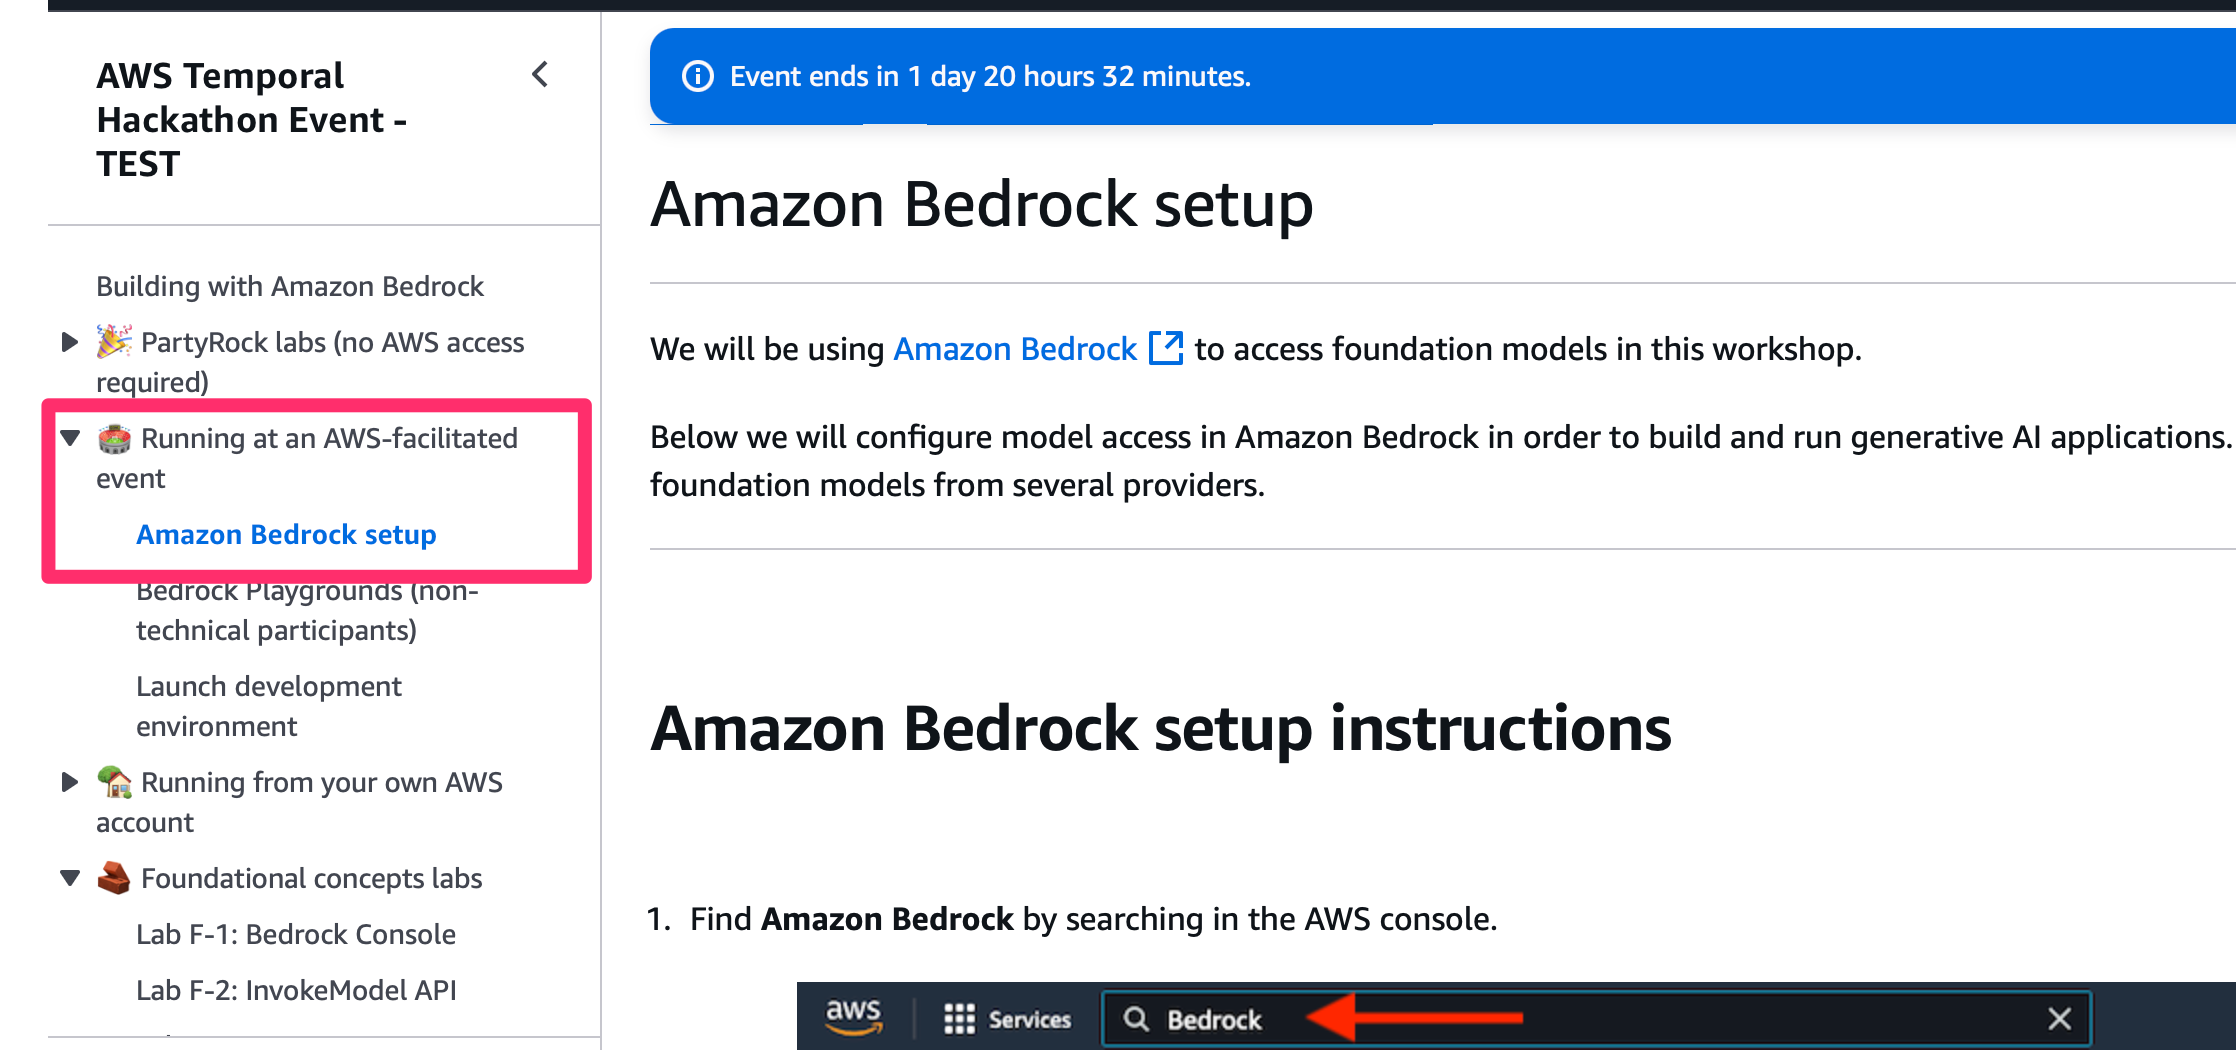 AWS Temporal
Hackathon Event -
TEST
Building with Amazon Bedrock
🎉 PartyRock labs (no AWS access
required)
🏟️ Running at an AWS-facilitated
event
Amazon Bedrock setup
Bedrock Playgrounds (non-
technical participants)
Launch development
environment
🏡 Running from your own AWS
account
🧱 Foundational concepts labs
Lab F-1: Bedrock Console
Lab F-2: InvokeModel API
Event ends in 1 day 20 hours 32 minutes.
Amazon Bedrock setup
We will be using Amazon Bedrock to access foundation models in this workshop.
Below we will configure model access in Amazon Bedrock in order to build and run generative AI applications.
foundation models from several providers.
Amazon Bedrock setup instructions
1. Find Amazon Bedrock by searching in the AWS console.
aws
Services
Bedrock